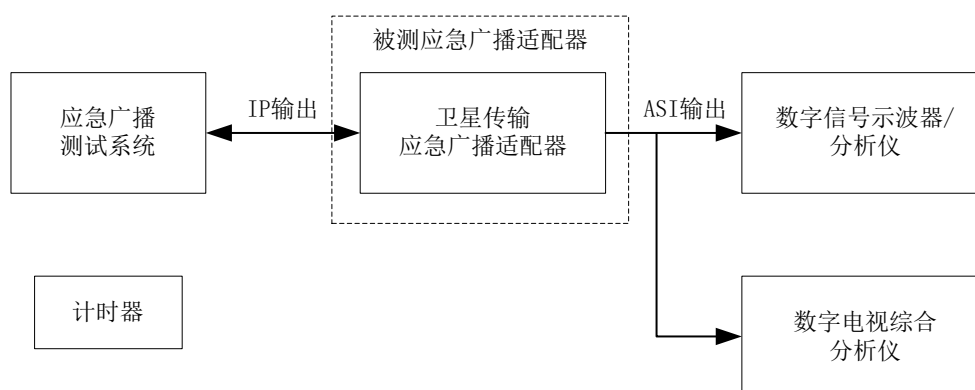 被测应急广播适配器
应急广播
测试系统
IP输出
卫星传输
应急广播适配器
ASI输出
数字信号示波器/
分析仪
计时器
数字电视综合
分析仪